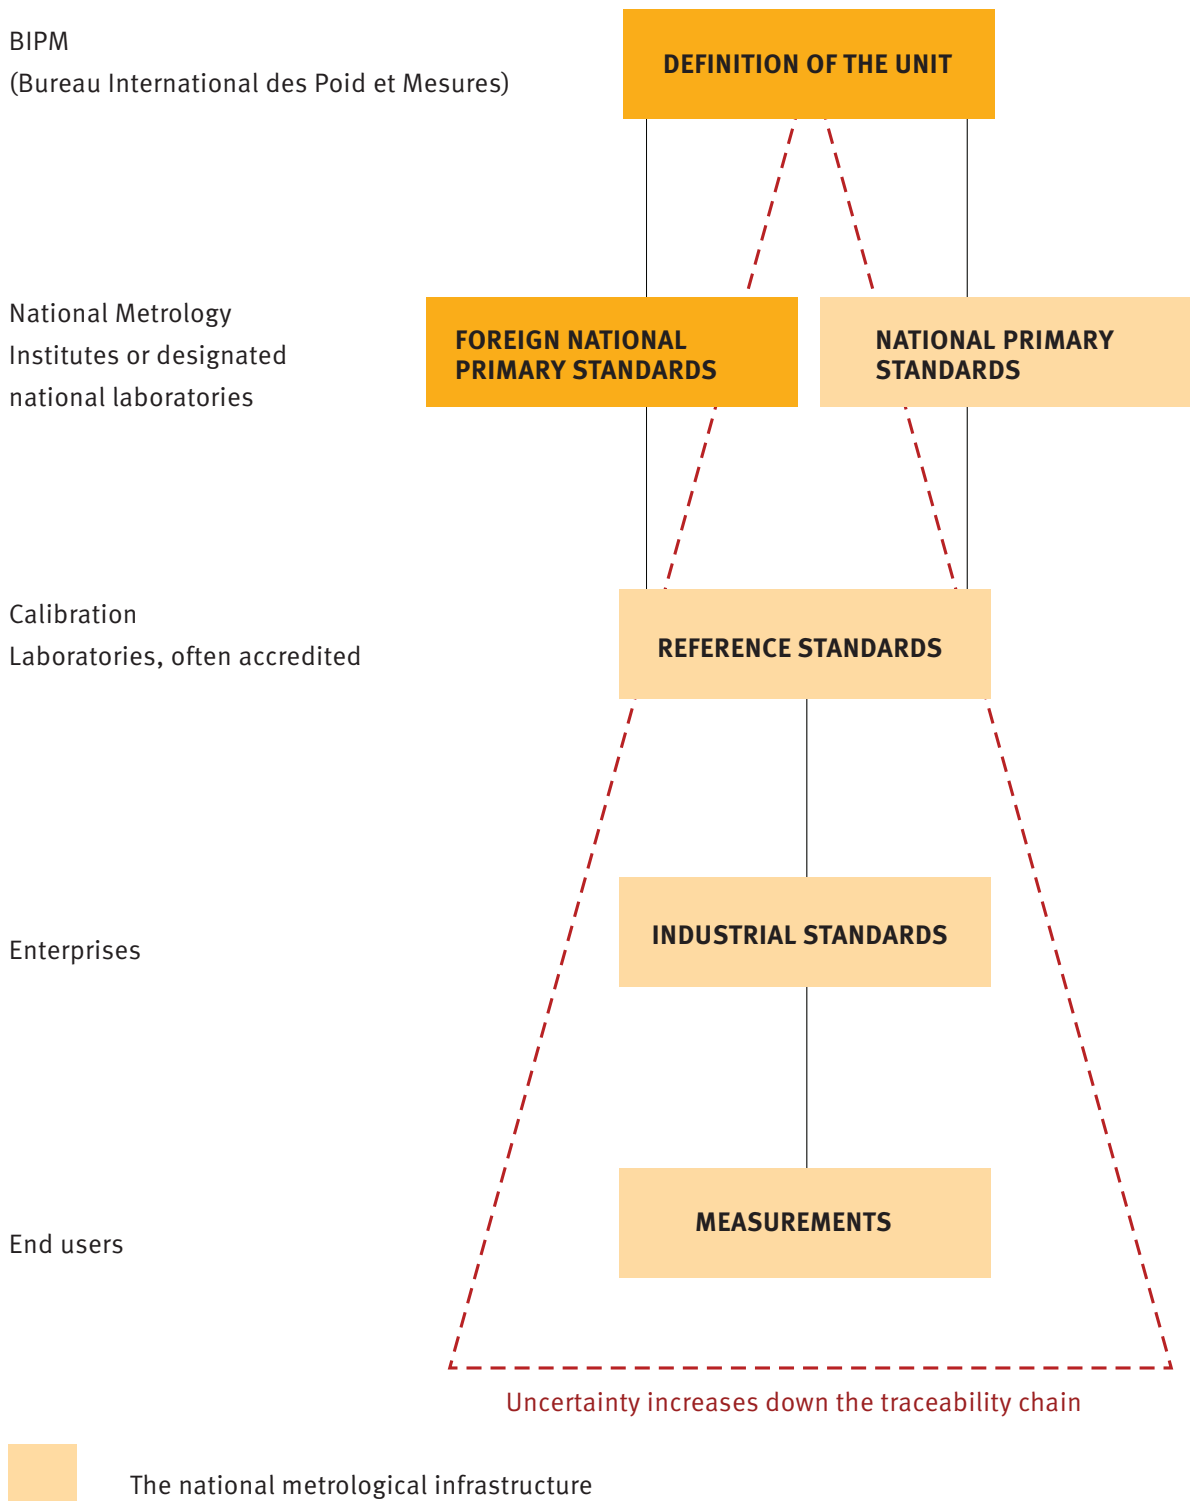 BIPM
(Bureau International des Poid et Mesures)
DEFINITION OF THE UNIT
National Metrology
Institutes or designated
national laboratories
FOREIGN NATIONAL
PRIMARY STANDARDS
NATIONAL PRIMARY
STANDARDS
Calibration
Laboratories, often accredited
REFERENCE STANDARDS
Enterprises
INDUSTRIAL STANDARDS
End users
MEASUREMENTS
Uncertainty increases down the traceability chain
The national metrological infrastructure